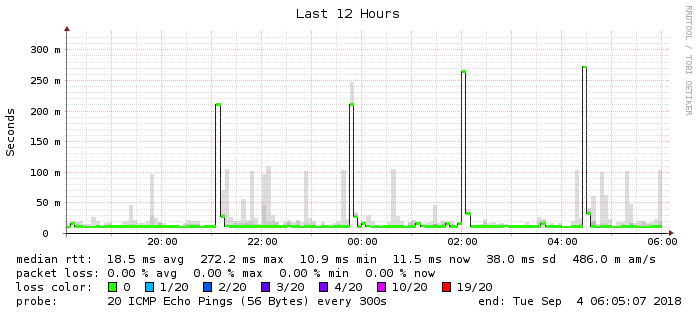 Last 12 Hours
RRDTOOL / TOBI OETIKER
Seconds
300 m
250 m
200 m
150 m
100 m
50 m
0
20:00 22:00 00:00 02:00 04:00 06:00
median rtt: 18.5 ms avg 272.2 ms max 10.9 ms min 11.5 ms now 38.0 ms sd 486.0 m am/s
packet loss: 0.00 % avg 0.00 % max 0.00 % min 0.00 % now
loss color: 0 1/20 2/20 3/20 4/20 10/20 19/20
probe: 20 ICMP Echo Pings (56 Bytes) every 300s end: Tue Sep 4 06:05:07 2018